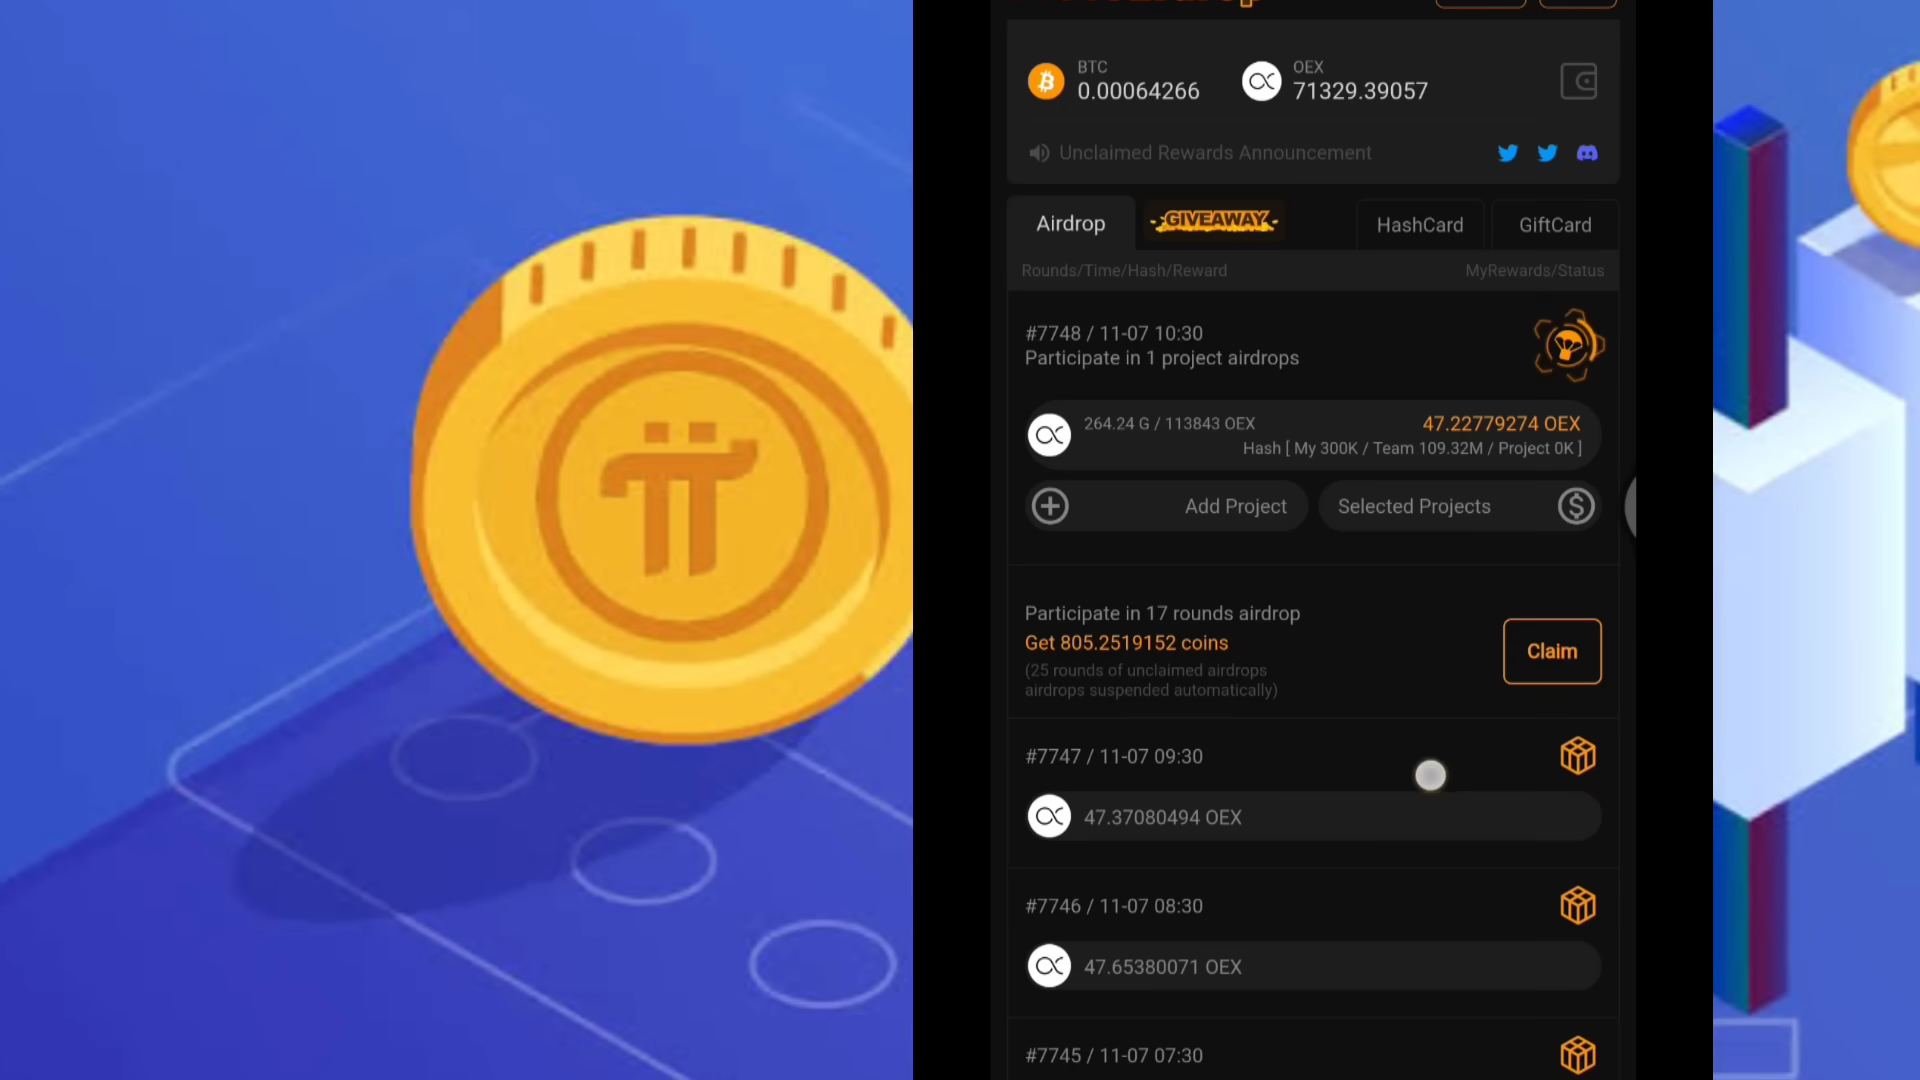 BTC
0.00064266
OEX
71329.39057
Unclaimed Rewards Announcement
Airdrop
GIVEAWAY
HashCard
GiftCard
Rounds/Time/Hash/Reward
MyRewards/Status
#7748 / 11-07 10:30
Participate in 1 project airdrops
264.24 G / 113843 OEX
47.22779274 OEX
Hash [ My 300K / Team 109.32M / Project 0K ]
Add Project
Selected Projects
Participate in 17 rounds airdrop
Get 805.2519152 coins
(25 rounds of unclaimed airdrops
airdrops suspended automatically)
Claim
#7747 / 11-07 09:30
47.37080494 OEX
#7746 / 11-07 08:30
47.65380071 OEX
#7745 / 11-07 07:30